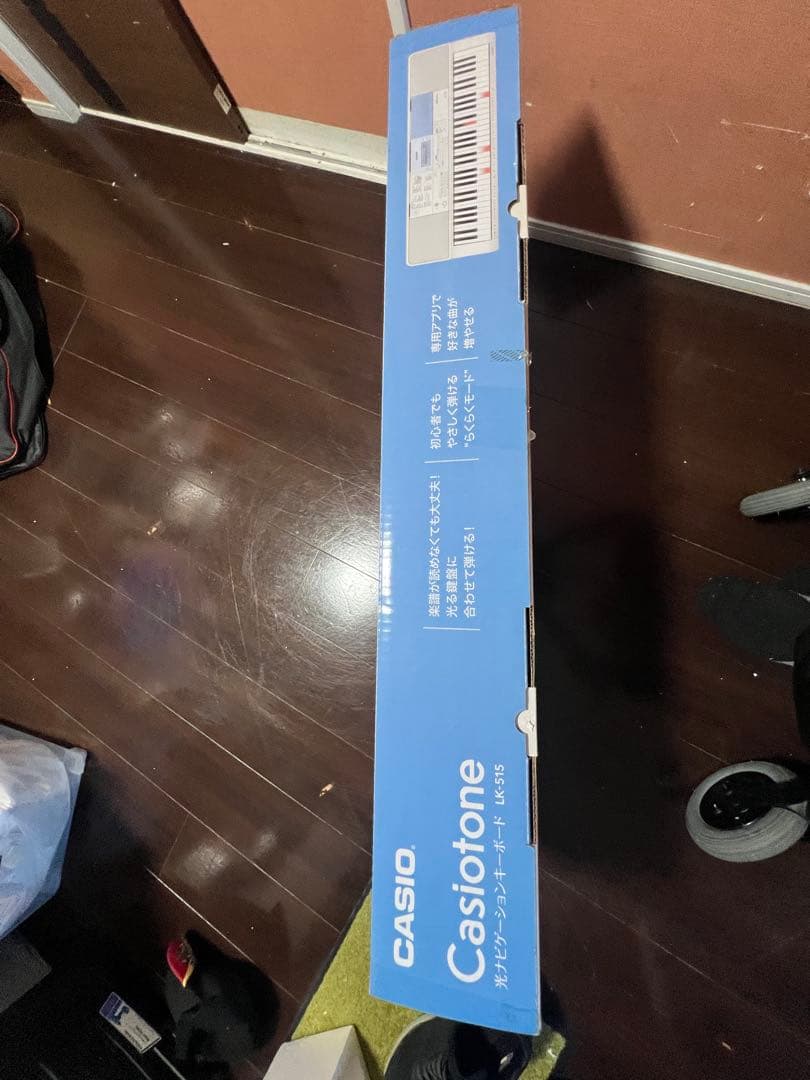 CASIO
Casiotone
光ナビゲーションキーボード LK-515
楽譜が読めなくても大丈夫!
光る鍵盤に
合わせて弾ける!
初心者でも
やさしく弾ける
"らくらくモード"
専用アプリで
好きな曲が
増やせる